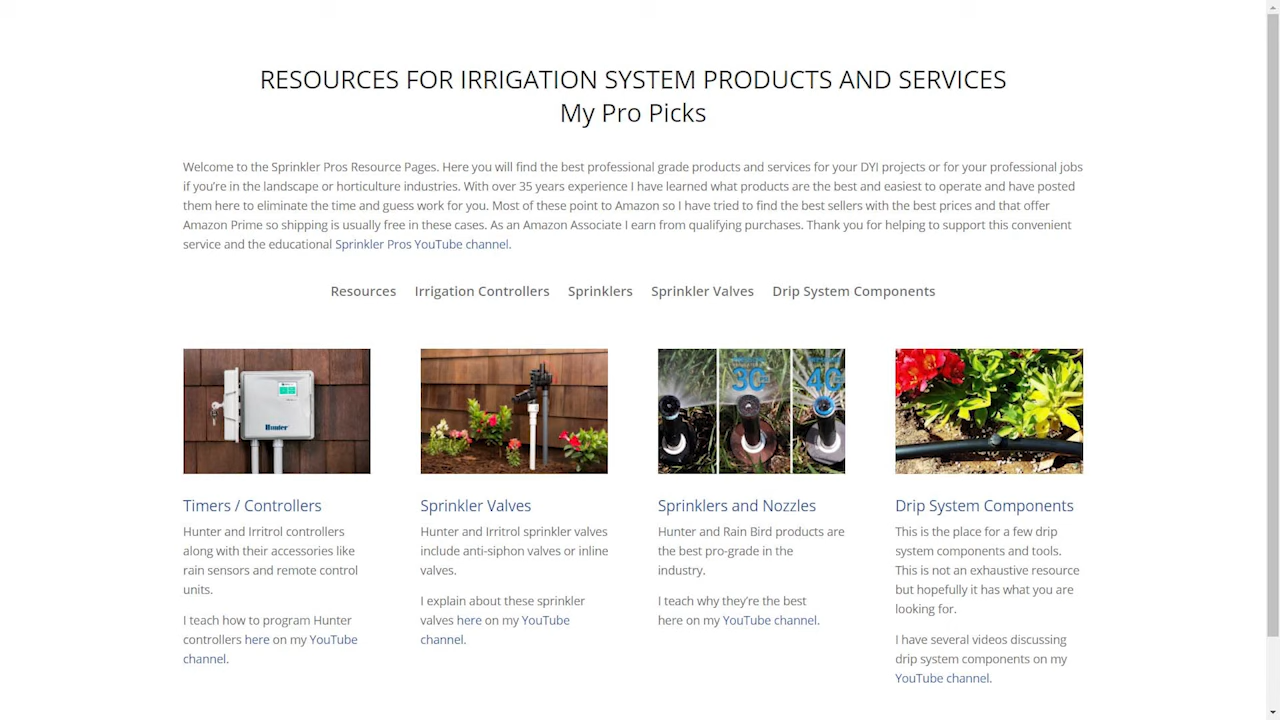 RESOURCES FOR IRRIGATION SYSTEM PRODUCTS AND SERVICES
My Pro Picks
Welcome to the Sprinkler Pros Resource Pages. Here you will find the best professional grade products and services for your DYI projects or for your professional jobs
if you're in the landscape or horticulture industries. With over 35 years experience I have learned what products are the best and easiest to operate and have posted
them here to eliminate the time and guess work for you. Most of these point to Amazon so I have tried to find the best sellers with the best prices and that offer
Amazon Prime so shipping is usually free in these cases. As an Amazon Associate I earn from qualifying purchases. Thank you for helping to support this convenient
service and the educational Sprinkler Pros YouTube channel.
Resources Irrigation Controllers Sprinklers Sprinkler Valves Drip System Components
Hunter
30
40
Timers / Controllers
Hunter and Irritrol controllers
along with their accessories like
rain sensors and remote control
units.
I teach how to program Hunter
controllers here on my YouTube
channel.
Sprinkler Valves
Hunter and Irritrol sprinkler valves
include anti-siphon valves or inline
valves.
I explain about these sprinkler
valves here on my YouTube
channel.
Sprinklers and Nozzles
Hunter and Rain Bird products are
the best pro-grade in the
industry.
I teach why they're the best
here on my YouTube channel.
Drip System Components
This is the place for a few drip
system components and tools.
This is not an exhaustive resource
but hopefully it has what you are
looking for.
I have several videos discussing
drip system components on my
YouTube channel.